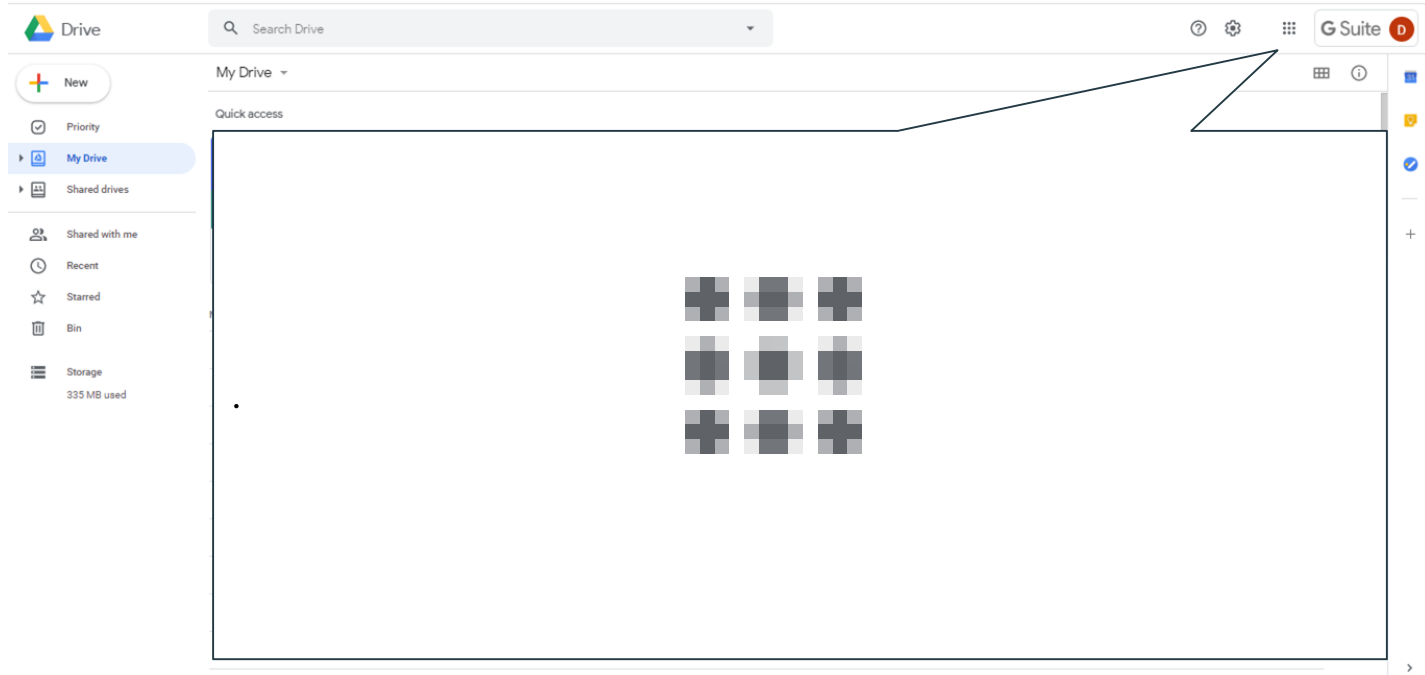 Drive
Search Drive
G Suite
D
New
My Drive
Quick access
Priority
My Drive
Shared drives
Shared with me
Recent
Starred
Bin
Storage
335 MB used